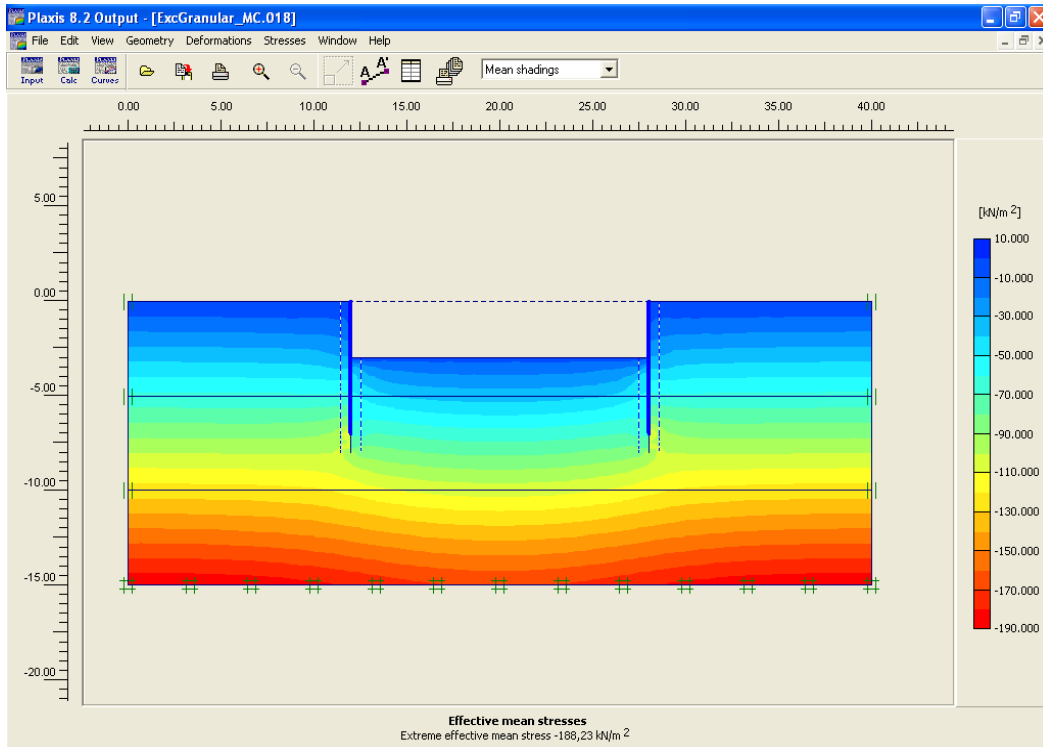 Plaxis 8.2 Output - [ExcGranular_MC.018]
File Edit View Geometry Deformations Stresses Window Help
Input Calc Curves A A' Mean shadings
0.00 5.00 10.00 15.00 20.00 25.00 30.00 35.00 40.00
5.00
0.00
-5.00
-10.00
-15.00
-20.00
[kN/m 2]
10.000
-10.000
-30.000
-50.000
-70.000
-90.000
-110.000
-130.000
-150.000
-170.000
-190.000
Effective mean stresses
Extreme effective mean stress -188,23 kN/m 2